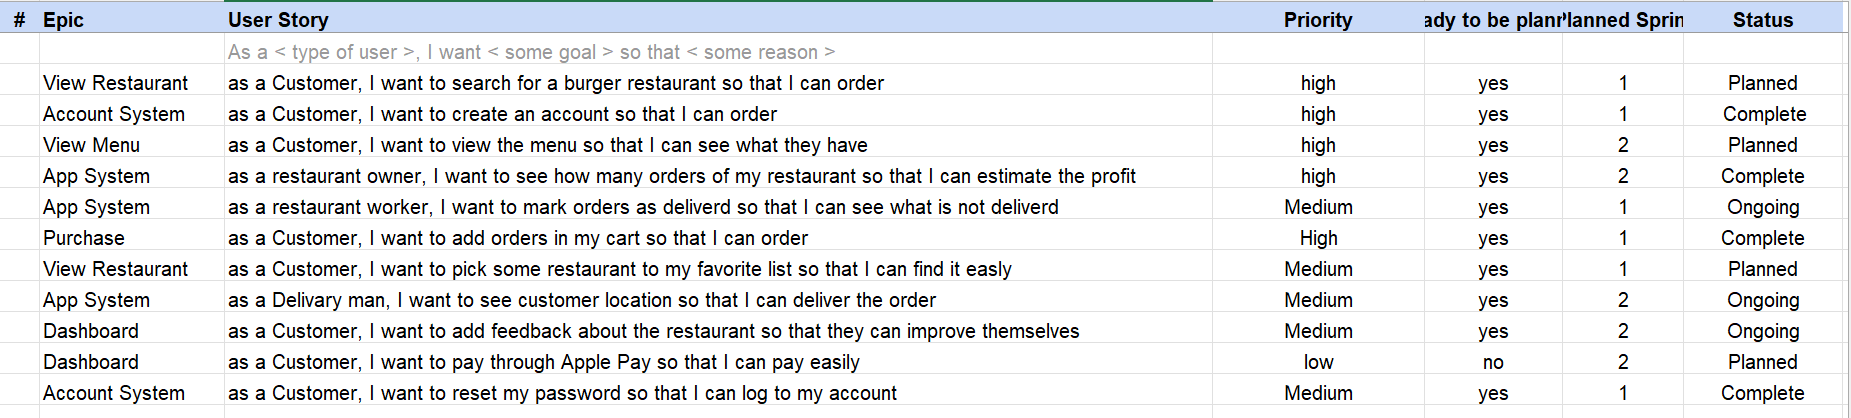 # Epic User Story Priority ady to be planr lanned Sprin Status
As a < type of user >, I want < some goal > so that < some reason >
View Restaurant as a Customer, I want to search for a burger restaurant so that I can order high yes 1 Planned
Account System as a Customer, I want to create an account so that I can order high yes 1 Complete
View Menu as a Customer, I want to view the menu so that I can see what they have high yes 2 Planned
App System as a restaurant owner, I want to see how many orders of my restaurant so that I can estimate the profit high yes 2 Complete
App System as a restaurant worker, I want to mark orders as deliverd so that I can see what is not deliverd Medium yes 1 Ongoing
Purchase as a Customer, I want to add orders in my cart so that I can order High yes 1 Complete
View Restaurant as a Customer, I want to pick some restaurant to my favorite list so that I can find it easly Medium yes 1 Planned
App System as a Delivary man, I want to see customer location so that I can deliver the order Medium yes 2 Ongoing
Dashboard as a Customer, I want to add feedback about the restaurant so that they can improve themselves Medium yes 2 Ongoing
Dashboard as a Customer, I want to pay through Apple Pay so that I can pay easily low no 2 Planned
Account System as a Customer, I want to reset my password so that I can log to my account Medium yes 1 Complete